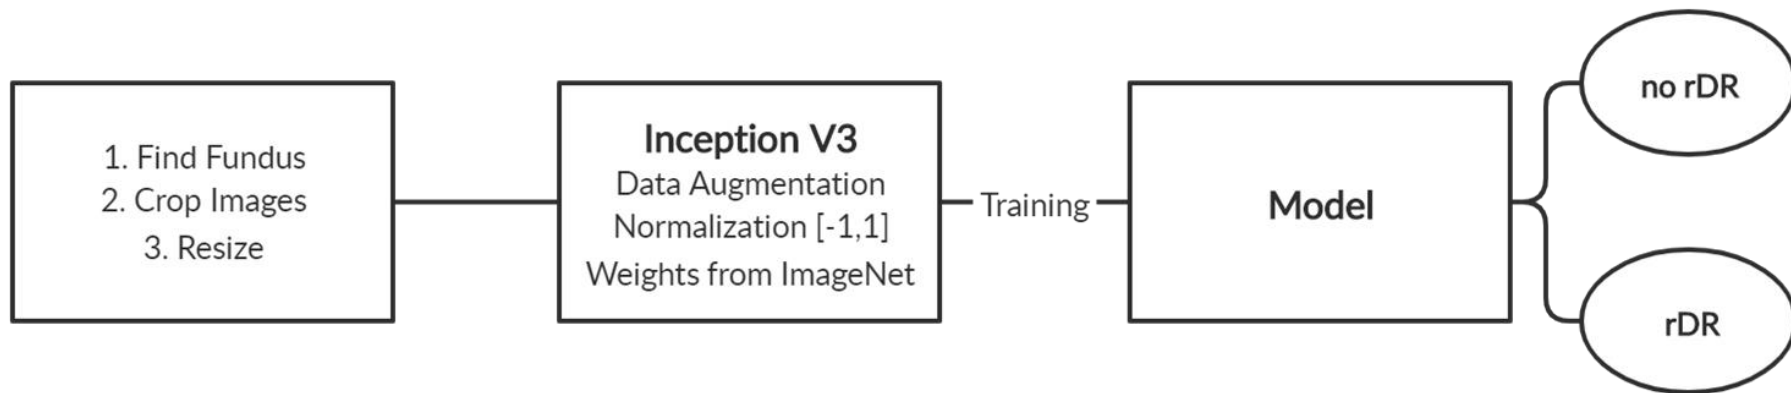 1. Find Fundus
2. Crop Images
3. Resize
Inception V3
Data Augmentation
Normalization [-1,1]
Weights from ImageNet
Training
Model
no rDR
rDR